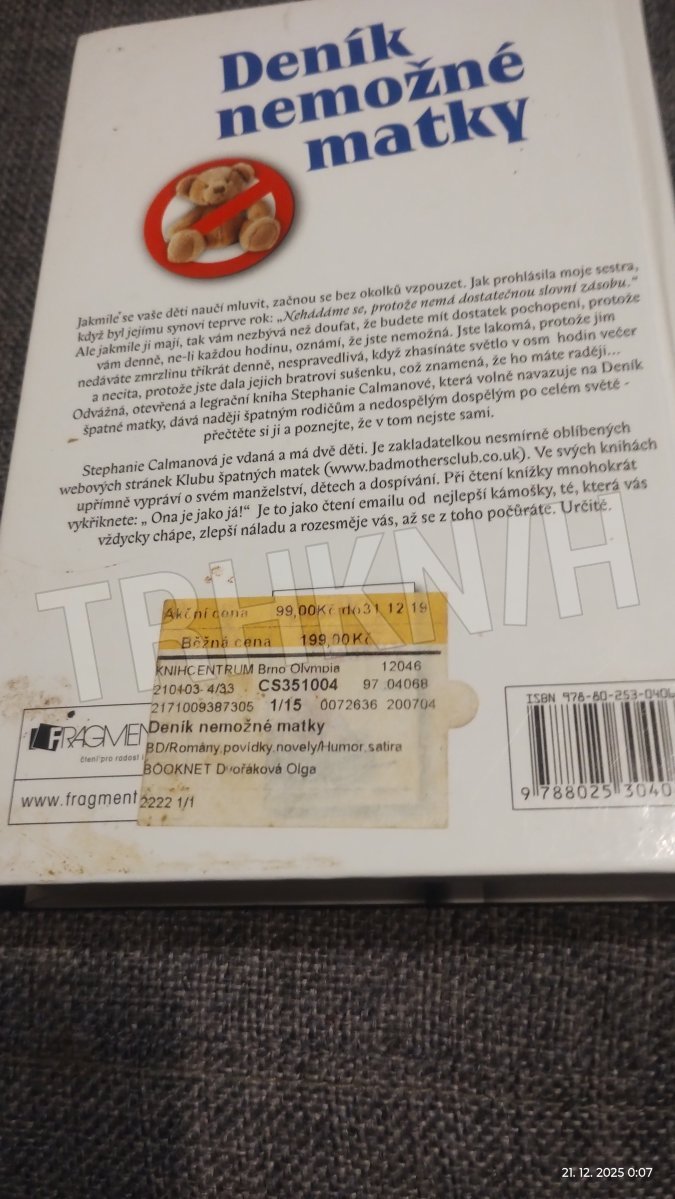 Deník
nemožné
matky
Jakmile se vaše děti naučí mluvit, začnou se bez okolků vzpouzet. Jak prohlásila moje sestra,
když byl jejímu synovi teprve rok: „Nehádáme se, protože nemá dostatečnou slovní zásobu.“
Ale jakmile ji mají, tak vám nezbývá než doufat, že budete mít dostatek pochopení, protože
vám denně, ne-li každou hodinu, oznámí, že jste nemožná. Jste lakomá, protože jim
nedáváte zmrzlinu třikrát denně, nespravedlivá, když zhasínáte světlo v osm hodin večer
a necita, protože jste dala jejich bratrovi sušenku, což znamená, že ho máte raději...
Odvážná, otevřená a legrační kniha Stephanie Calmanové, která volně navazuje na Deník
špatné matky, dává naději špatným rodičům a nedospělým dospělým po celém světě -
přečtěte si ji a poznejte, že v tom nejste sami.
Stephanie Calmanová je vdaná a má dvě děti. Je zakladatelkou nesmírně oblíbených
webových stránek Klubu špatných matek (www.badmothersclub.co.uk). Ve svých knihách
upřímně vypráví o svém manželství, dětech a dospívání. Při čtení knížky mnohokrát
vykřiknete: „ Ona je jako já!“ Je to jako čtení emailu od nejlepší kámošky, té, která vás
vždycky chápe, zlepší náladu a rozesměje vás, až se z toho počůráte. Určitě.
TBHKN/H
Akční cena 99,00Kč do31.12.19
Běžná cena 199,00Kč
KNIHCENTRUM Brno Olympia 12046
210403 4/33 CS351004 97 04068
2171009387305 1/15 0072636 200704
Deník nemožné matky
BD/Romány,povídky,novely/Humor,satira
BOOKNET Dvořáková Olga
2222 1/1
FRAGMEN
čtení pro radost
www.fragment
ISBN 978-80-253-0406
9 788025 3040
21. 12. 2025 0:07